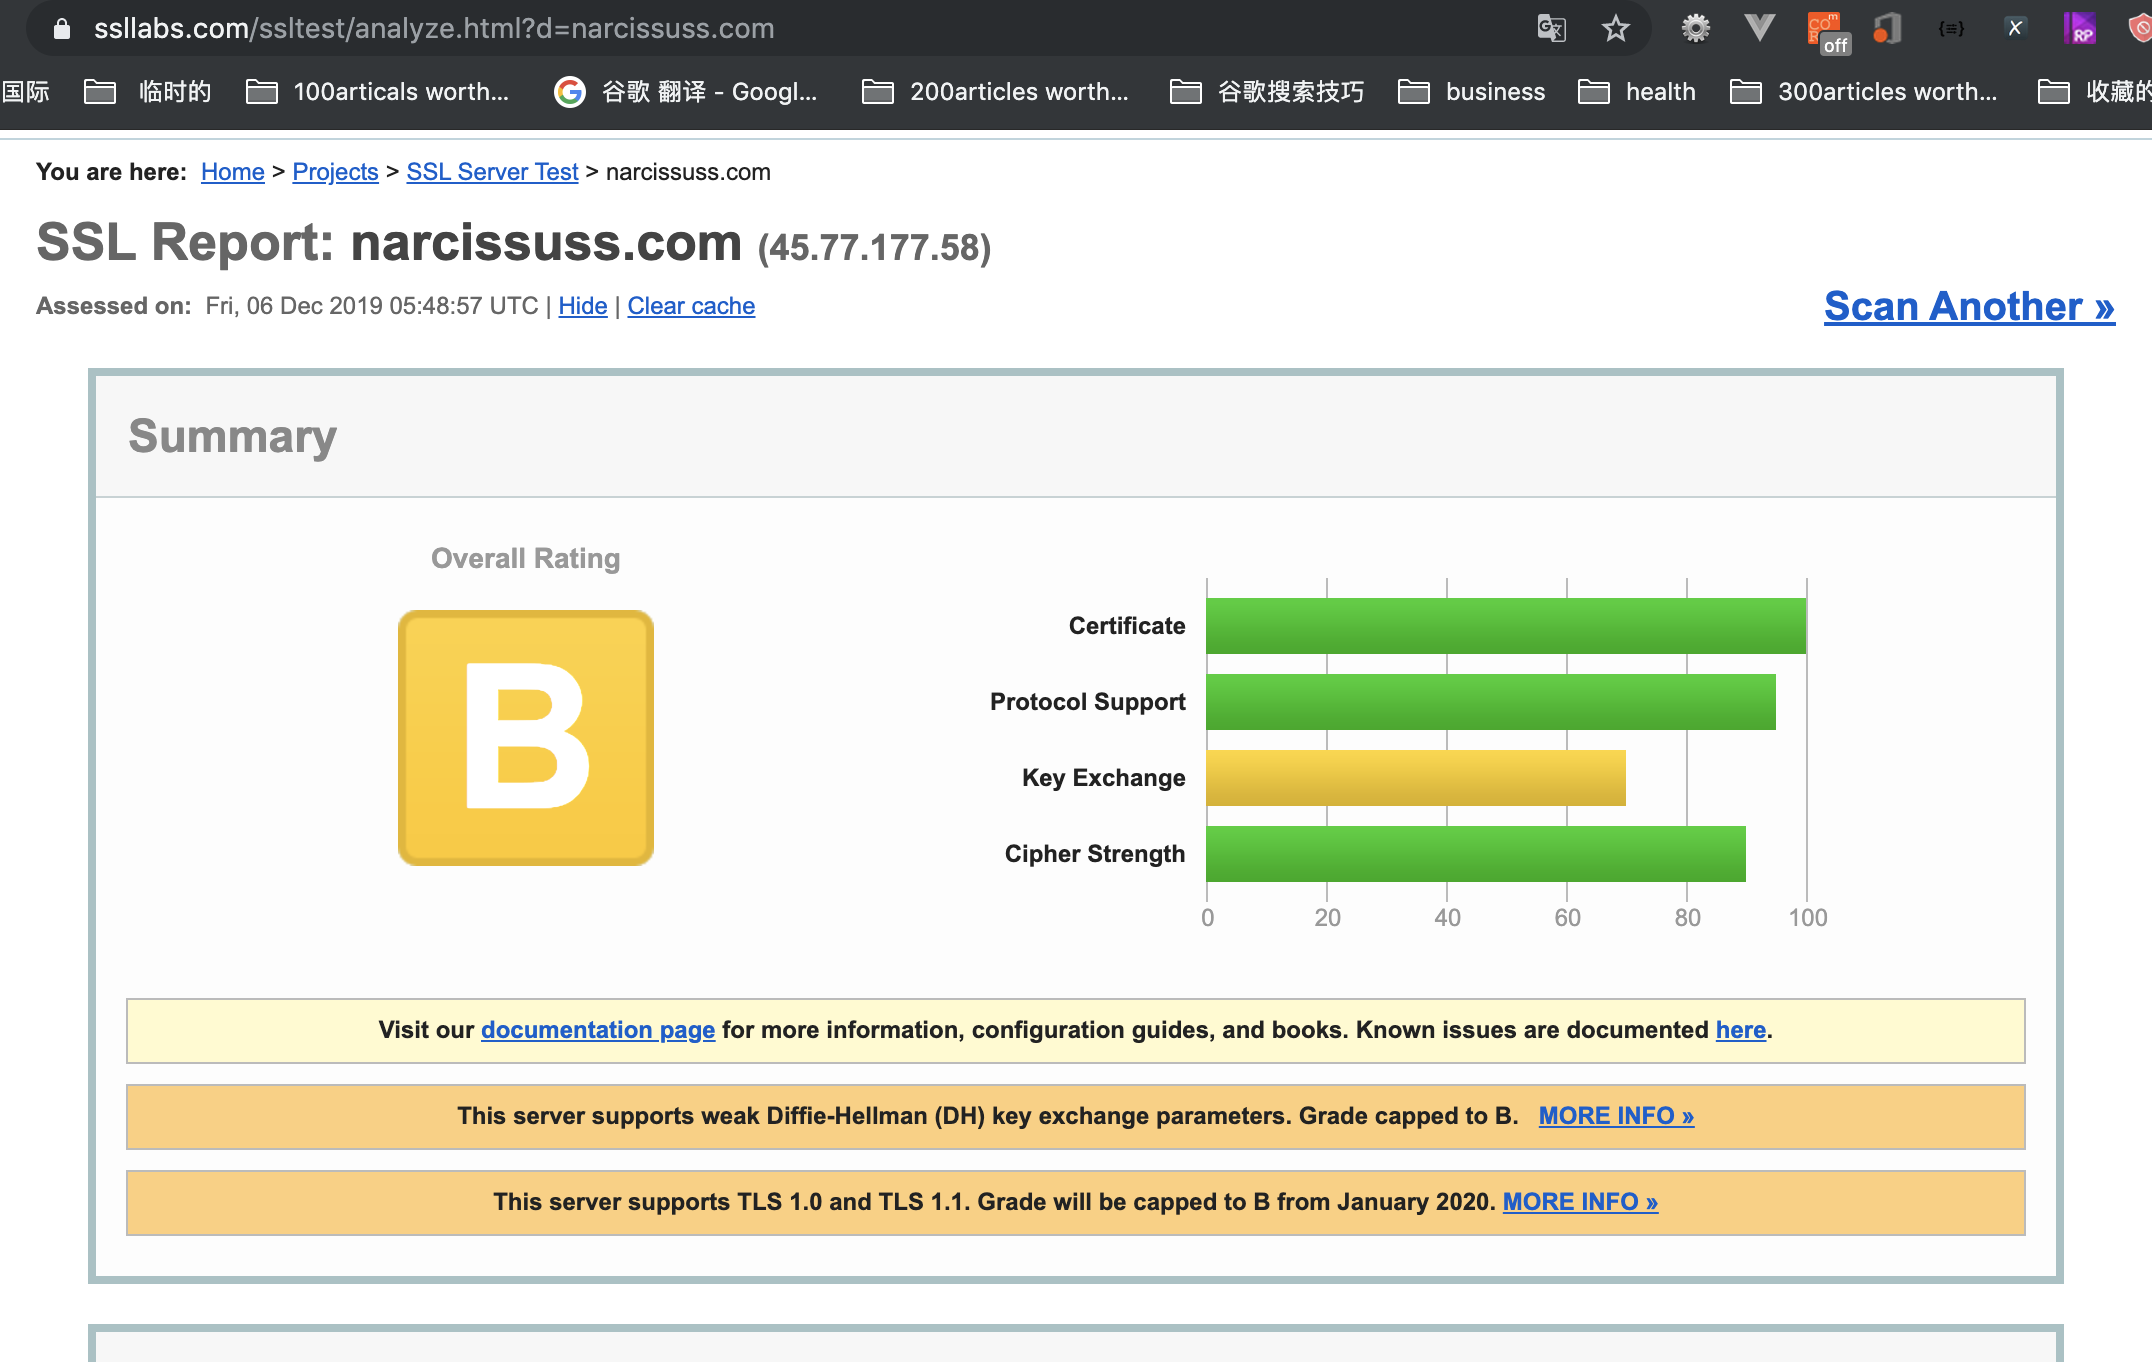 ssllabs.com/ssltest/analyze.html?d=narcissuss.com
off
RP
国际 临时的 100articals worth... 谷歌 翻译 - Googl... 200articles worth... 谷歌搜索技巧 business health 300articles worth... 收藏的
You are here: Home > Projects > SSL Server Test > narcissuss.com
SSL Report: narcissuss.com (45.77.177.58)
Assessed on: Fri, 06 Dec 2019 05:48:57 UTC | Hide | Clear cache
Scan Another »
Summary
Overall Rating
B
Certificate
Protocol Support
Key Exchange
Cipher Strength
0 20 40 60 80 100
Visit our documentation page for more information, configuration guides, and books. Known issues are documented here.
This server supports weak Diffie-Hellman (DH) key exchange parameters. Grade capped to B. MORE INFO »
This server supports TLS 1.0 and TLS 1.1. Grade will be capped to B from January 2020. MORE INFO »